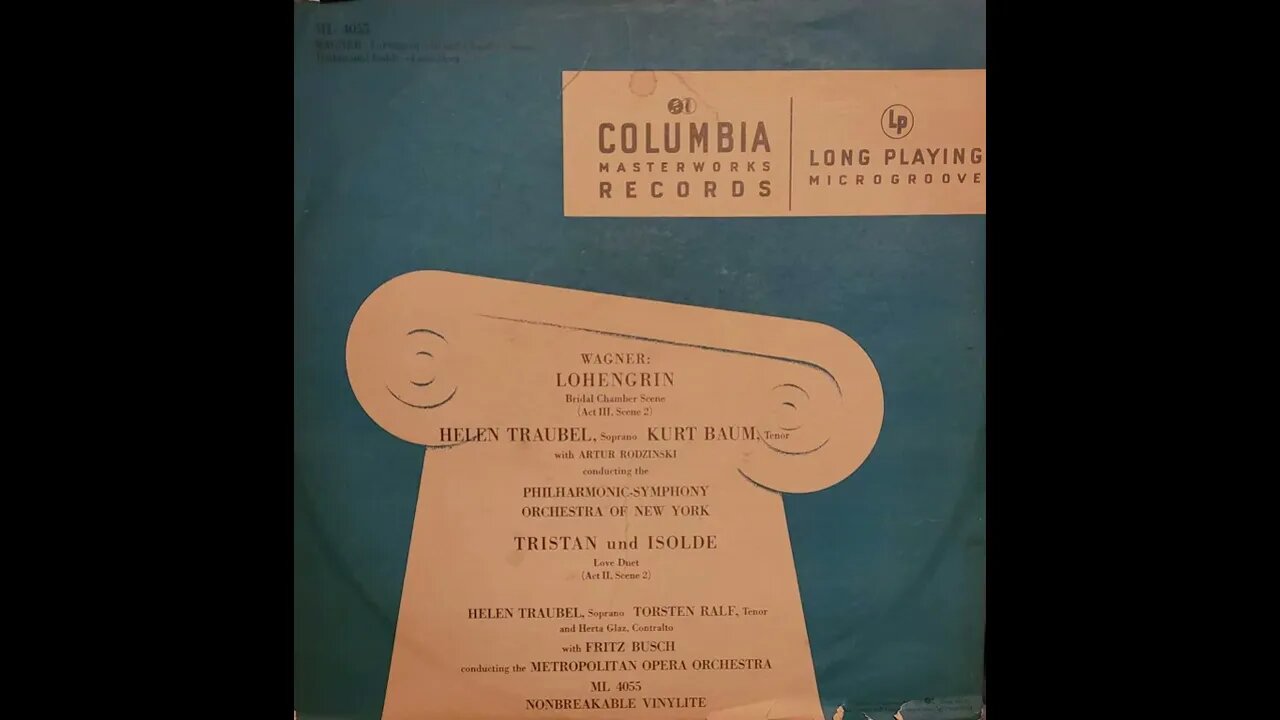 ML 4055
WAGNER:
COLUMBIA
MASTERWORKS
RECORDS
Lp
LONG PLAYING
MICROGROOVE
WAGNER:
LOHENGRIN
Bridal Chamber Scene
(Act III, Scene 2)
HELEN TRAUBEL, Soprano KURT BAUM, Tenor
with ARTUR RODZINSKI
conducting the
PHILHARMONIC-SYMPHONY
ORCHESTRA OF NEW YORK
TRISTAN und ISOLDE
Love Duet
(Act II, Scene 2)
HELEN TRAUBEL, Soprano TORSTEN RALF, Tenor
and Herta Glaz, Contralto
with FRITZ BUSCH
conducting the METROPOLITAN OPERA ORCHESTRA
ML 4055
NONBREAKABLE VINYLITE